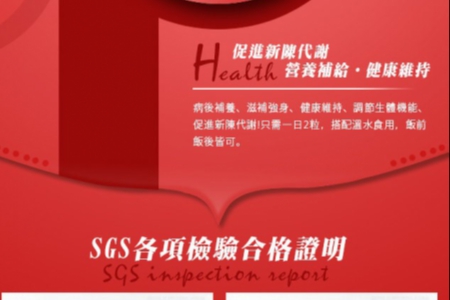 促進新陳代謝
Health 營養補給·健康維持
病後補養、滋補強身、健康維持、調節生體機能、
促進新陳代謝!只需一日2粒，搭配溫水食用，飯前
飯後皆可。
SGS各項檢驗合格證明
SGS inspection report